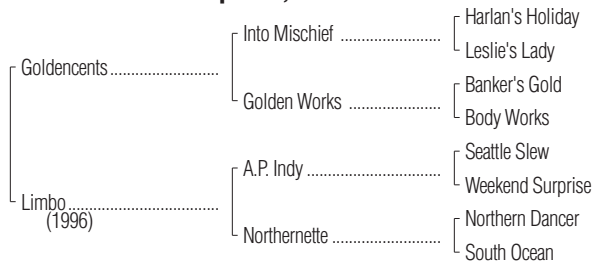 Harlan's Holiday
Into Mischief ....................
Leslie's Lady
Goldencents......................
Banker's Gold
Golden Works ..................
Body Works
Seattle Slew
A.P. Indy ..........................
Weekend Surprise
Limbo..............................
(1996)
Northern Dancer
Northernette .....................
South Ocean